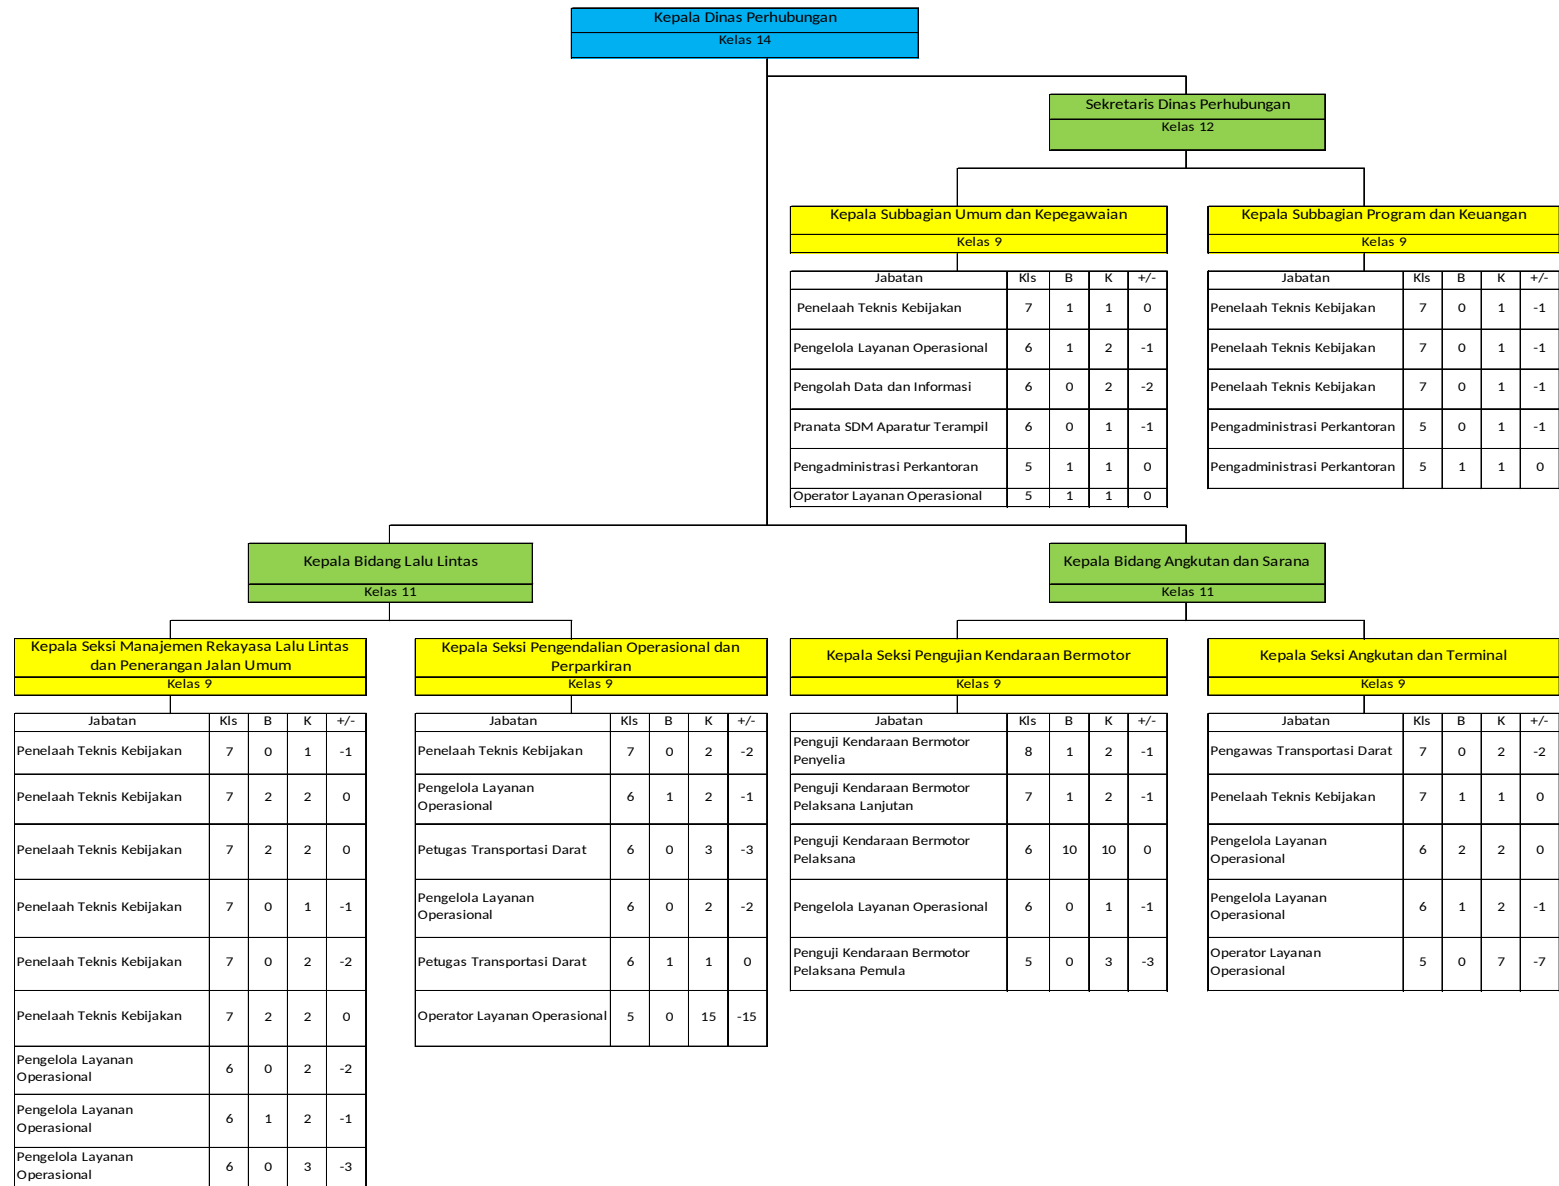 Kepala Dinas Perhubungan
Kelas 14
Sekretaris Dinas Perhubungan
Kelas 12
Kepala Subbagian Umum dan Kepegawaian
Kelas 9
Jabatan Kls B K +/-
Penelaah Teknis Kebijakan 7 1 1 0
Pengelola Layanan Operasional 6 1 2 -1
Pengolah Data dan Informasi 6 0 2 -2
Pranata SDM Aparatur Terampil 6 0 1 -1
Pengadministrasi Perkantoran 5 1 1 0
Operator Layanan Operasional 5 1 1 0
Kepala Subbagian Program dan Keuangan
Kelas 9
Jabatan Kls B K +/-
Penelaah Teknis Kebijakan 7 0 1 -1
Penelaah Teknis Kebijakan 7 0 1 -1
Penelaah Teknis Kebijakan 7 0 1 -1
Pengadministrasi Perkantoran 5 0 1 -1
Pengadministrasi Perkantoran 5 1 1 0
Kepala Bidang Lalu Lintas
Kelas 11
Kepala Bidang Angkutan dan Sarana
Kelas 11
Kepala Seksi Manajemen Rekayasa Lalu Lintas
dan Penerangan Jalan Umum
Kelas 9
Jabatan Kls B K +/-
Penelaah Teknis Kebijakan 7 0 1 -1
Penelaah Teknis Kebijakan 7 2 2 0
Penelaah Teknis Kebijakan 7 2 2 0
Penelaah Teknis Kebijakan 7 0 1 -1
Penelaah Teknis Kebijakan 7 0 2 -2
Penelaah Teknis Kebijakan 7 2 2 0
Pengelola Layanan
Operasional 6 0 2 -2
Pengelola Layanan
Operasional 6 1 2 -1
Pengelola Layanan
Operasional 6 0 3 -3
Kepala Seksi Pengendalian Operasional dan
Perparkiran
Kelas 9
Jabatan Kls B K +/-
Penelaah Teknis Kebijakan 7 0 2 -2
Pengelola Layanan
Operasional 6 1 2 -1
Petugas Transportasi Darat 6 0 3 -3
Pengelola Layanan
Operasional 6 0 2 -2
Petugas Transportasi Darat 6 1 1 0
Operator Layanan Operasional 5 0 15 -15
Kepala Seksi Pengujian Kendaraan Bermotor
Kelas 9
Jabatan Kls B K +/-
Penguji Kendaraan Bermotor
Penyelia 8 1 2 -1
Penguji Kendaraan Bermotor
Pelaksana Lanjutan 7 1 2 -1
Penguji Kendaraan Bermotor
Pelaksana 6 10 10 0
Pengelola Layanan Operasional 6 0 1 -1
Penguji Kendaraan Bermotor
Pelaksana Pemula 5 0 3 -3
Kepala Seksi Angkutan dan Terminal
Kelas 9
Jabatan Kls B K +/-
Pengawas Transportasi Darat 7 0 2 -2
Penelaah Teknis Kebijakan 7 1 1 0
Pengelola Layanan
Operasional 6 2 2 0
Pengelola Layanan
Operasional 6 1 2 -1
Operator Layanan
Operasional 5 0 7 -7